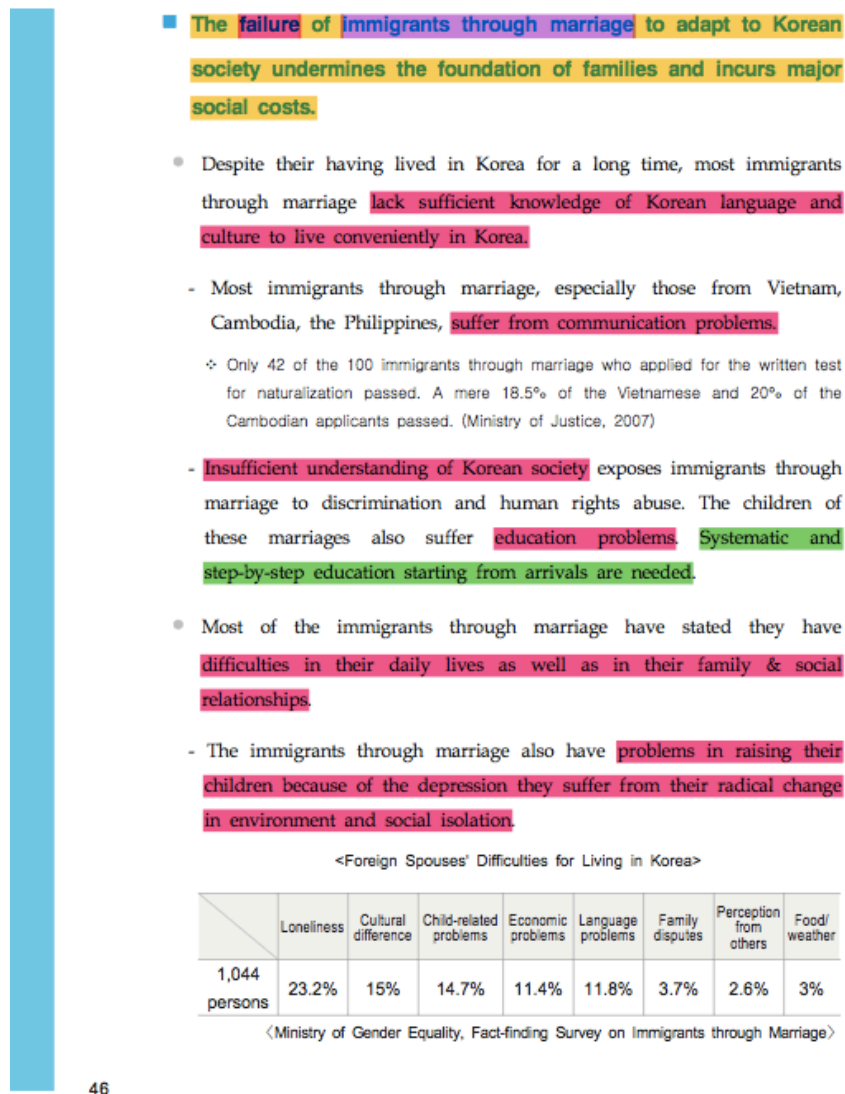 The failure of immigrants through marriage to adapt to Korean
society undermines the foundation of families and incurs major
social costs.
Despite their having lived in Korea for a long time, most immigrants
through marriage lack sufficient knowledge of Korean language and
culture to live conveniently in Korea.
- Most immigrants through marriage, especially those from Vietnam,
Cambodia, the Philippines, suffer from communication problems.
Only 42 of the 100 immigrants through marriage who applied for the written test
for naturalization passed. A mere 18.5% of the Vietnamese and 20% of the
Cambodian applicants passed. (Ministry of Justice, 2007)
- Insufficient understanding of Korean society exposes immigrants through
marriage to discrimination and human rights abuse. The children of
these marriages also suffer education problems. Systematic and
step-by-step education starting from arrivals are needed.
Most of the immigrants through marriage have stated they have
difficulties in their daily lives as well as in their family & social
relationships.
- The immigrants through marriage also have problems in raising their
children because of the depression they suffer from their radical change
in environment and social isolation.
<Foreign Spouses' Difficulties for Living in Korea>
Loneliness Cultural difference Child-related problems Economic problems Language problems Family disputes Perception from others Food/weather
1,044 persons 23.2% 15% 14.7% 11.4% 11.8% 3.7% 2.6% 3%
〈Ministry of Gender Equality, Fact-finding Survey on Immigrants through Marriage〉
46